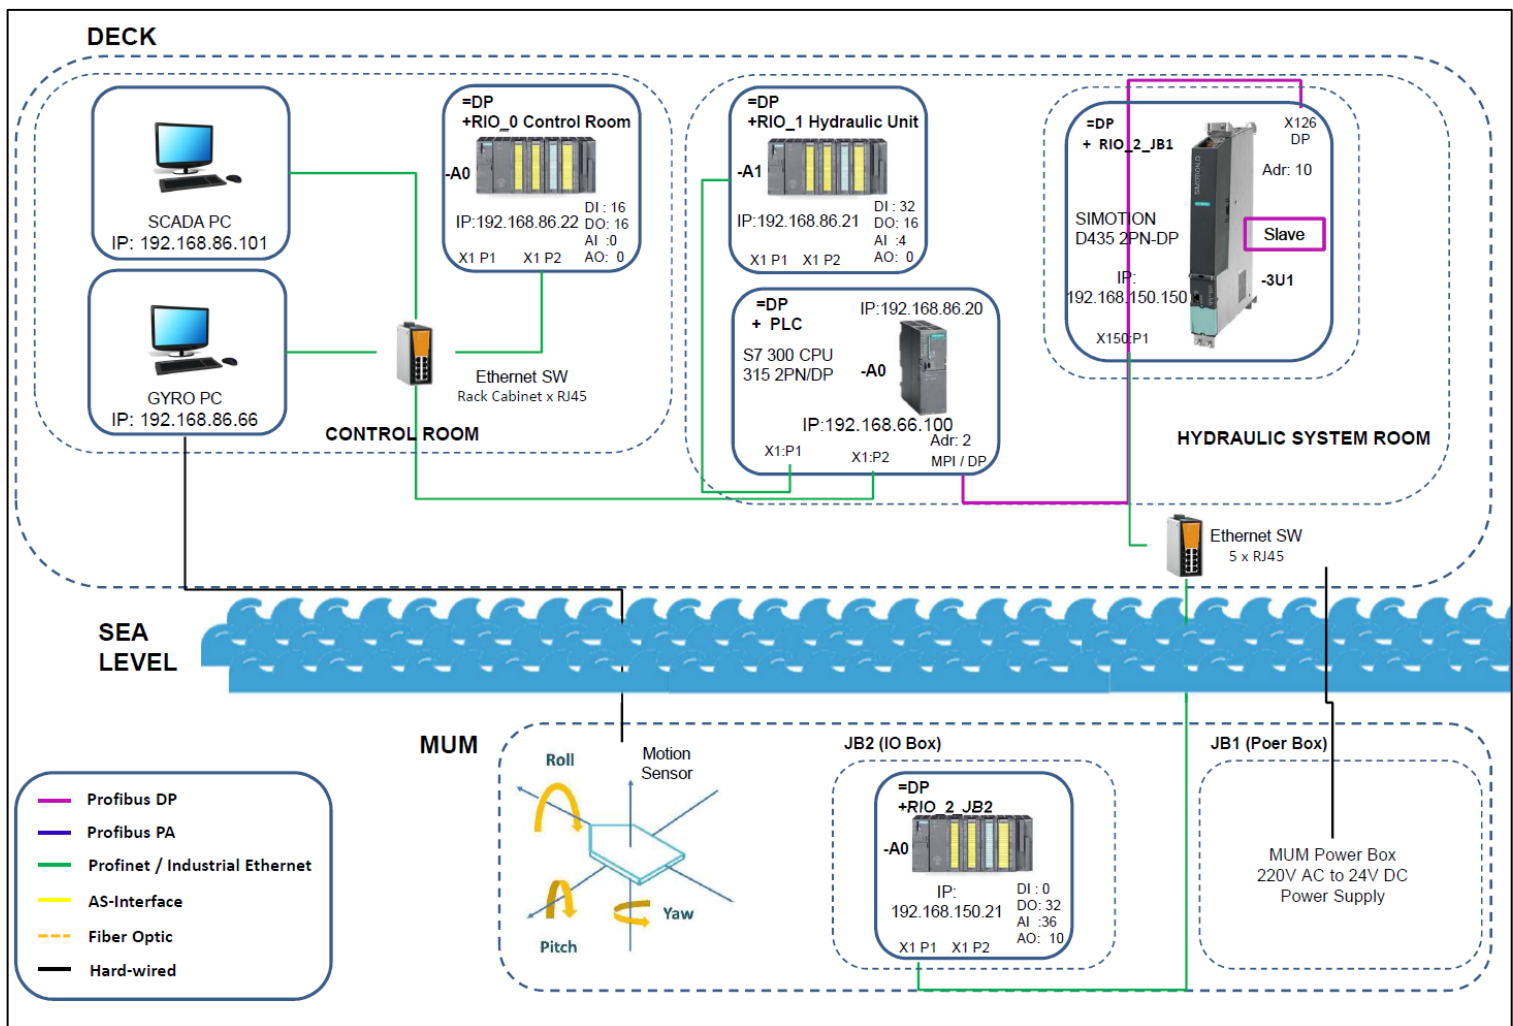 DECK
SCADA PC
IP: 192.168.86.101
GYRO PC
IP: 192.168.86.66
=DP
+RIO_0 Control Room
-A0
IP:192.168.86.22
DI : 16
DO: 16
AI :0
AO: 0
X1 P1 X1 P2
Ethernet SW
Rack Cabinet x RJ45
CONTROL ROOM
=DP
+RIO_1 Hydraulic Unit
-A1
IP:192.168.86.21
DI : 32
DO: 16
AI :4
AO: 0
X1 P1 X1 P2
=DP
+ PLC
IP:192.168.86.20
S7 300 CPU
315 2PN/DP
-A0
IP:192.168.66.100
Adr: 2
X1:P1
X1:P2
MPI / DP
=DP
+ RIO_2_JB1
X126
DP
Adr: 10
SIMOTION
SIMOTION
D435 2PN-DP
Slave
IP:
192.168.150.150
-3U1
X150:P1
HYDRAULIC SYSTEM ROOM
Ethernet SW
5 x RJ45
SEA
LEVEL
MUM
Roll
Motion
Sensor
Yaw
Pitch
JB2 (IO Box)
=DP
+RIO_2_JB2
-A0
IP:
192.168.150.21
DI : 0
DO: 32
AI :36
AO: 10
X1 P1 X1 P2
JB1 (Poer Box)
MUM Power Box
220V AC to 24V DC
Power Supply
Profibus DP
Profibus PA
Profinet / Industrial Ethernet
AS-Interface
Fiber Optic
Hard-wired